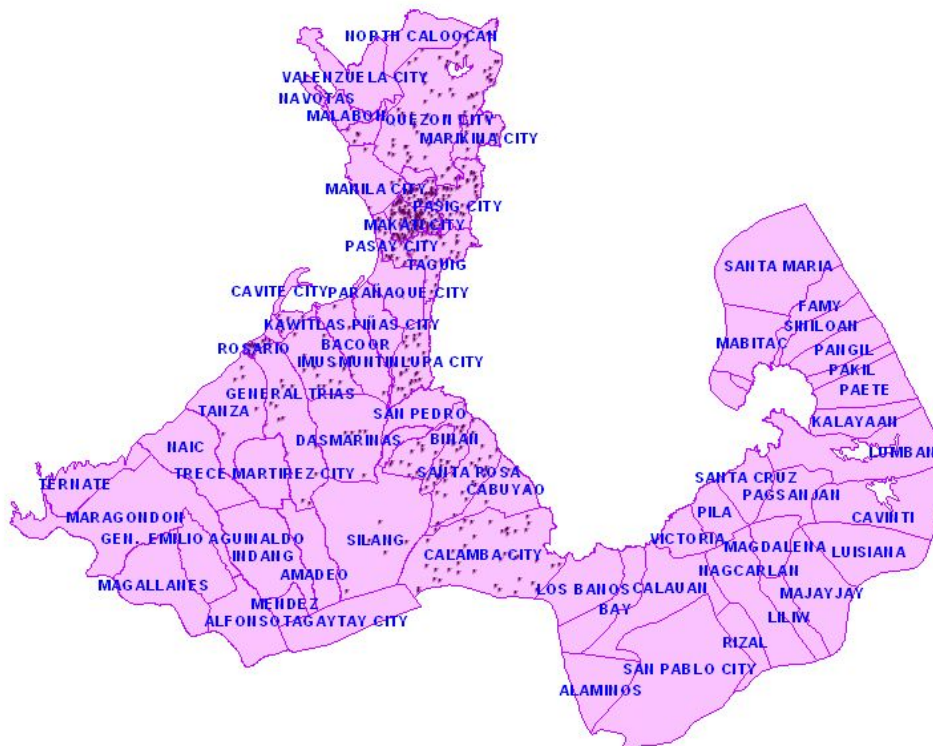 NORTH CALOOCAN
VALENZUELA CITY
NAVOTAS
MALABON
QUEZON CITY
MARIKINA CITY
MANILA CITY
PASIG CITY
MAKATI CITY
PASAY CITY
TAGUIG
CAVITE CITY
PARAÑAQUE CITY
KAWIT
LAS PIÑAS CITY
ROSARIO
BACOOR
IMUS
MUNTINLUPA CITY
GENERAL TRIAS
TANZA
SAN PEDRO
NAIC
DASMARINAS
BINAN
TRECE MARTIREZ CITY
SANTA ROSA
CABUYAO
TERNATE
MARAGONDON
GEN. EMILIO AGUINALDO
INDANG
SILANG
CALAMBA CITY
MAGALLANES
AMADEO
MENDEZ
ALFONSO
TAGAYTAY CITY
SANTA MARIA
FAMY
SINILOAN
MABITAC
PANGIL
PAKIL
PAETE
KALAYAAN
LUMBAN
SANTA CRUZ
PAGSANJAN
PILA
CAVINTI
VICTORIA
MAGDALENA
LUISIANA
NAGCARLAN
LOS BANOS
CALAUAN
MAJAYJAY
BAY
LILIW
RIZAL
SAN PABLO CITY
ALAMINOS